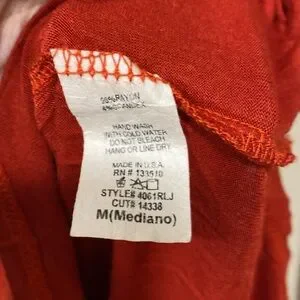 SPANDEX
HAND WASH
WITH COLD WATER
DO NOT BLEACH
HANG OR LINE DRY
MADE IN U.S.A.
RN #
STYLE# 4061RLJ
CUT# 14338
M(Mediano)